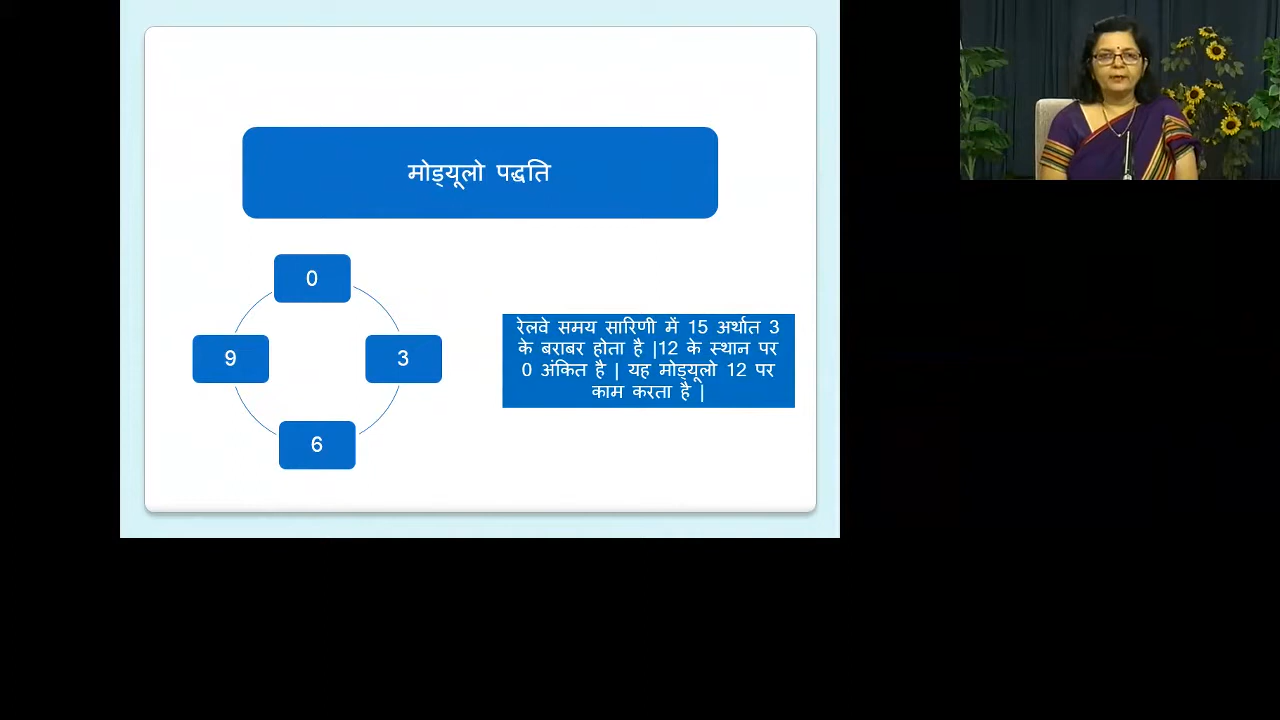 मोड्यूलो पद्धति
0
9
3
6
रेलवे समय सारिणी में 15 अर्थात 3
के बराबर होता है |12 के स्थान पर
0 अंकित है | यह मोड्यूलो 12 पर
काम करता है |